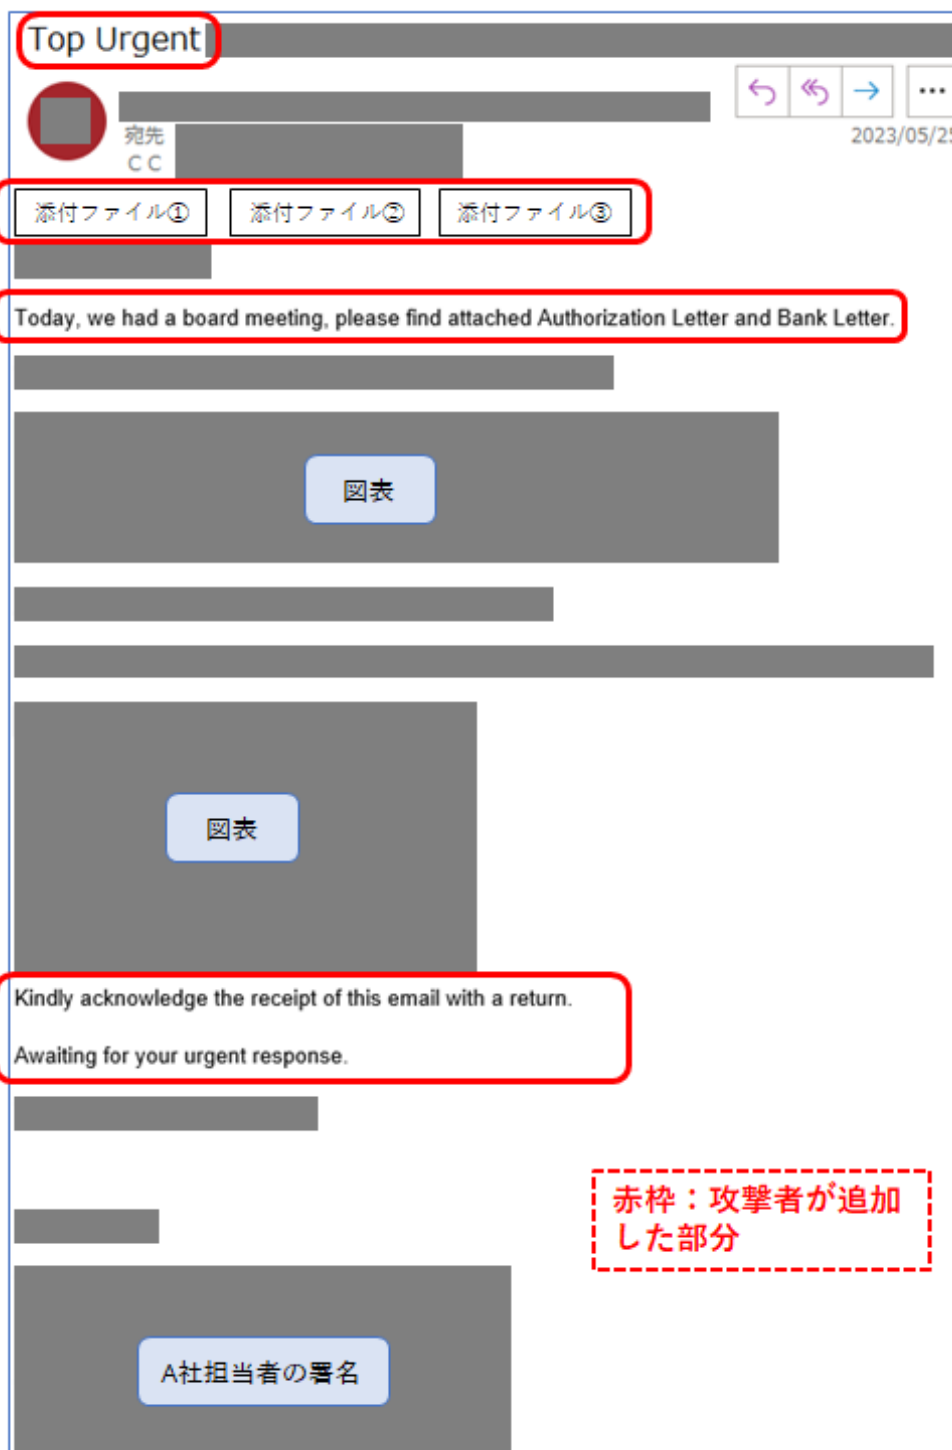 Top Urgent
宛先
2023/05/25
CC
添付ファイル① 添付ファイル② 添付ファイル③
Today, we had a board meeting, please find attached Authorization Letter and Bank Letter.
図表
図表
Kindly acknowledge the receipt of this email with a return.
Awaiting for your urgent response.
赤枠：攻撃者が追加
した部分
A社担当者の署名